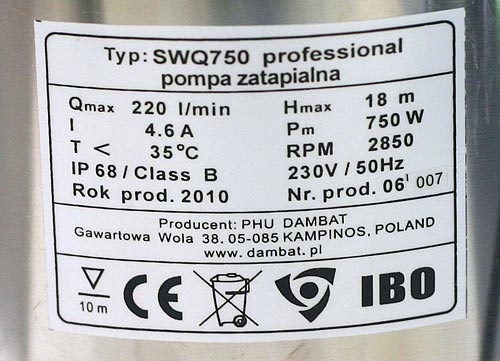 Typ: SWQ750 professional
pompa zatapialna
Qmax 220 l/min Hmax 18 m
I 4.6 A Pm 750 W
T < 35°C RPM 2850
IP 68 / Class B 230V / 50Hz
Rok prod. 2010 Nr. prod. 06' 007
Producent: PHU DAMBAT
Gawartowa Wola 38. 05-085 KAMPINOS, POLAND
www.dambat.pl
10 m CE IBO